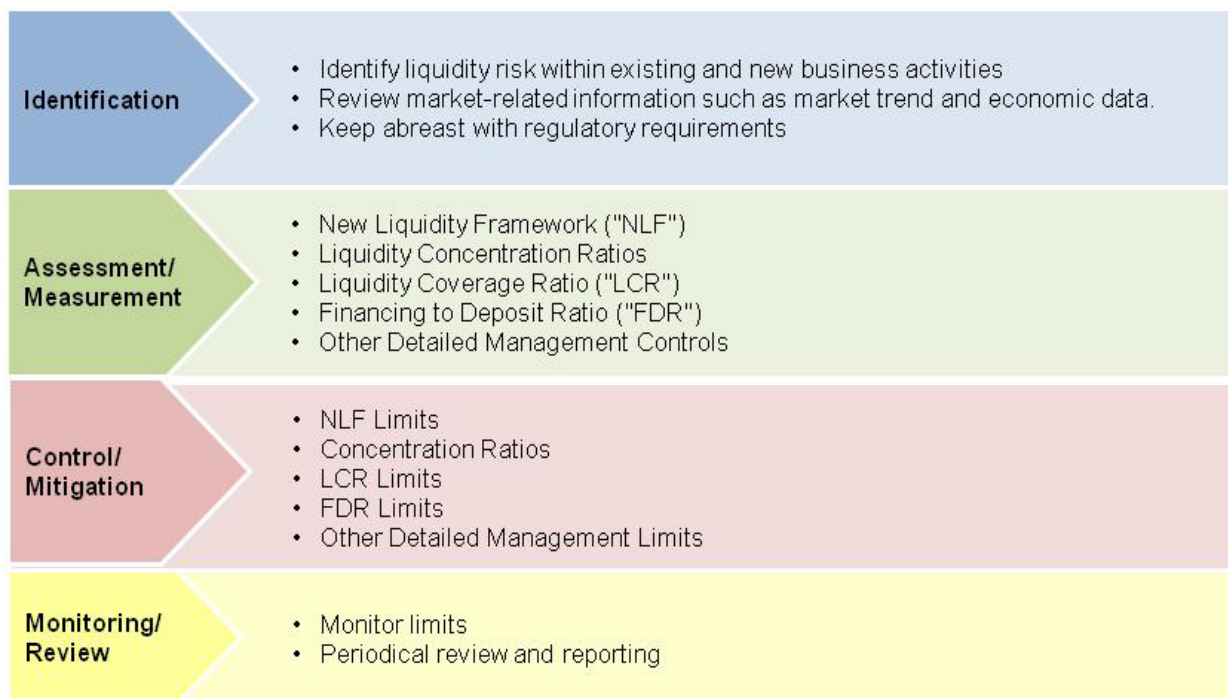 Identification
• Identify liquidity risk within existing and new business activities
• Review market-related information such as market trend and economic data.
• Keep abreast with regulatory requirements
Assessment/
Measurement
• New Liquidity Framework ("NLF")
• Liquidity Concentration Ratios
• Liquidity Coverage Ratio ("LCR")
• Financing to Deposit Ratio ("FDR")
• Other Detailed Management Controls
Control/
Mitigation
• NLF Limits
• Concentration Ratios
• LCR Limits
• FDR Limits
• Other Detailed Management Limits
Monitoring/
Review
• Monitor limits
• Periodical review and reporting